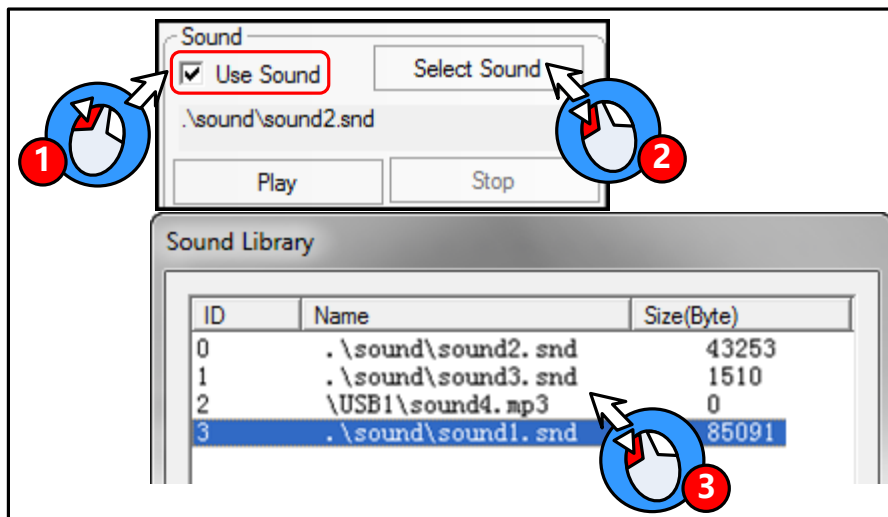 Sound
Use Sound
Select Sound
.\sound\sound2.snd
1
2
Play
Stop
Sound Library
ID Name Size(Byte)
0 .\sound\sound2.snd 43253
1 .\sound\sound3.snd 1510
2 \USB1\sound4.mp3 0
3 .\sound\sound1.snd 85091
3